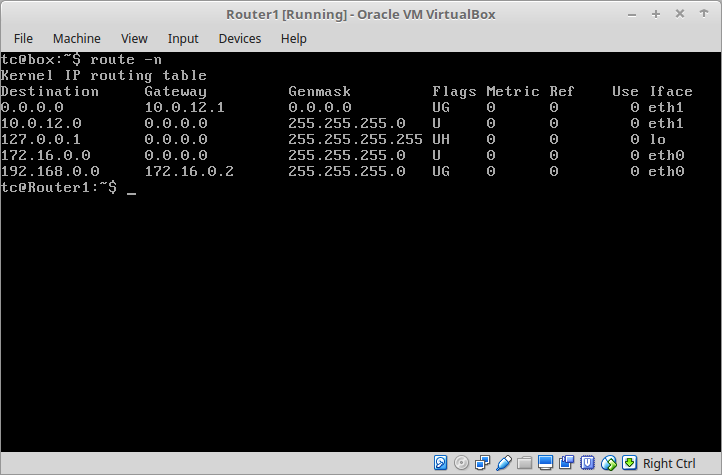 Router1 [Running] - Oracle VM VirtualBox
File Machine View Input Devices Help
tc@box:~$ route -n
Kernel IP routing table
Destination     Gateway         Genmask         Flags Metric Ref    Use Iface
0.0.0.0         10.0.12.1       0.0.0.0         UG    0      0        0 eth1
10.0.12.0       0.0.0.0         255.255.255.0   U     0      0        0 eth1
127.0.0.1       0.0.0.0         255.255.255.255 UH    0      0        0 lo
172.16.0.0      0.0.0.0         255.255.255.0   U     0      0        0 eth0
192.168.0.0     172.16.0.2      255.255.255.0   UG    0      0        0 eth0
tc@Router1:~$ _
Right Ctrl